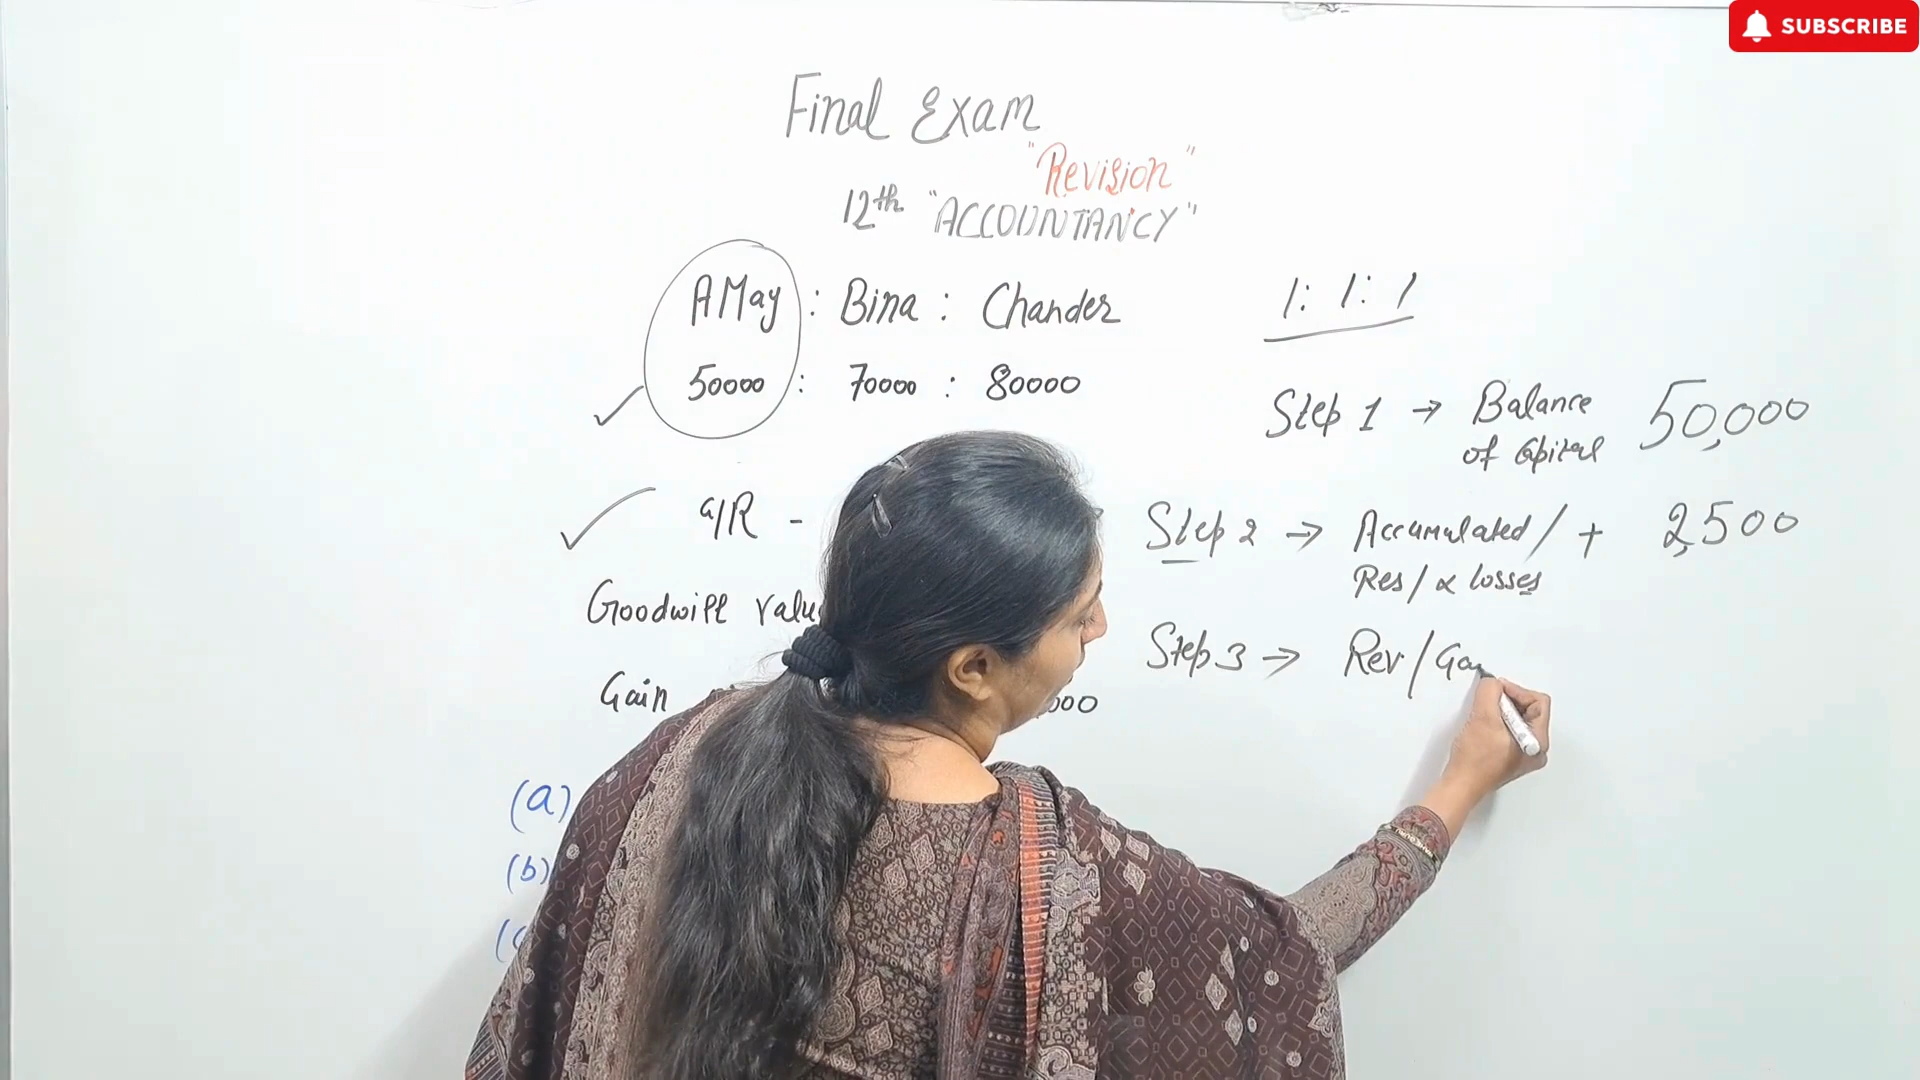 SUBSCRIBE
Final Exam
"Revision"
12th "ACCOUNTANCY"
AMay : Bina : Chander
50000 : 70000 : 80000
1 : 1 : 1
Step 1 → Balance of Capital 50,000
Step 2 → Accumulated / Res / & losses + 2,500
Step 3 → Rev / Ga
G/R -
Goodwill value
Gain 000
(a)
(b)
(c